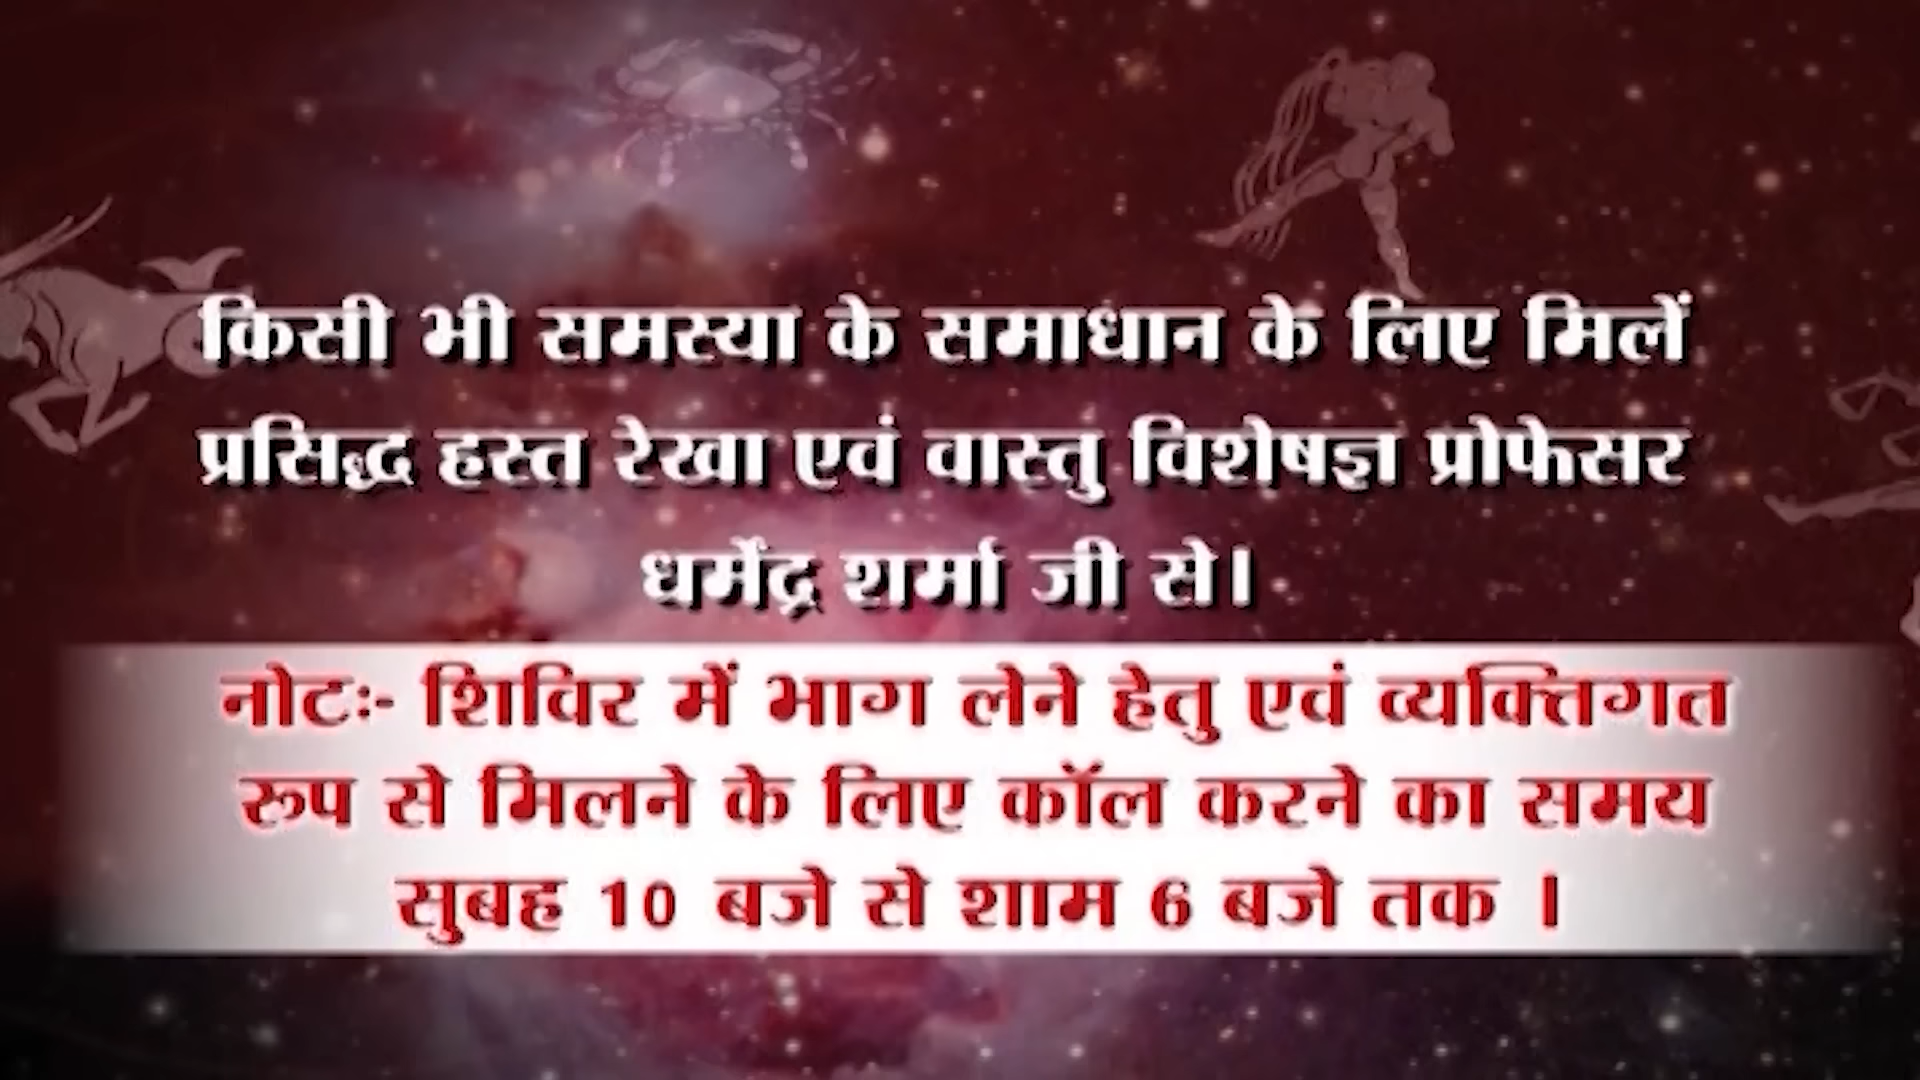 किसी भी समस्या के समाधान के लिए मिलें
प्रसिद्ध हस्त रेखा एवं वास्तु विशेषज्ञ प्रोफेसर
धर्मेंद्र शर्मा जी से।
नोटः- शिविर में भाग लेने हेतु एवं व्यक्तिगत
रूप से मिलने के लिए कॉल करने का समय
सुबह 10 बजे से शाम 6 बजे तक ।